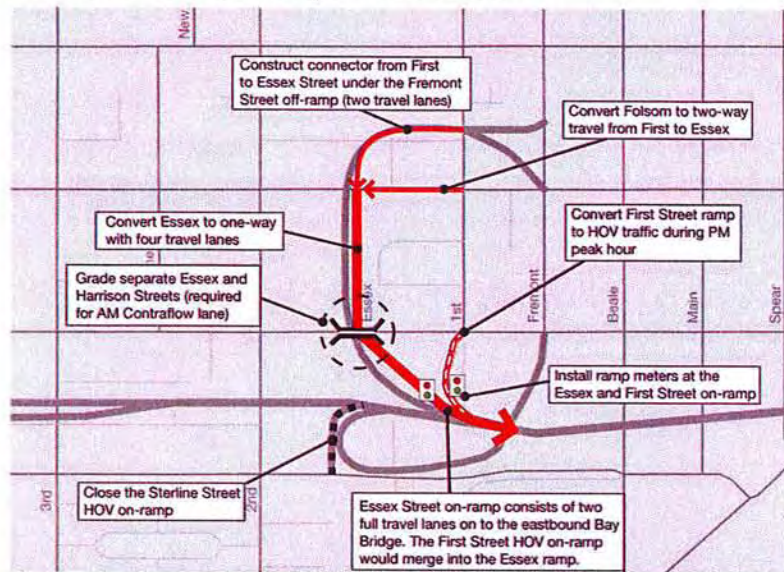 New
Construct connector from First
to Essex Street under the Fremont
Street off-ramp (two travel lanes)
Convert Folsom to two-way
travel from First to Essex
Convert Essex to one-way
with four travel lanes
Convert First Street ramp
to HOV traffic during PM
peak hour
Grade separate Essex and
Harrison Streets (required
for AM Contraflow lane)
Essex
1st
Fremont
Beale
Main
Spear
Install ramp meters at the
Essex and First Street on-ramp
Close the Sterline Street
HOV on-ramp
3rd
2nd
Essex Street on-ramp consists of two
full travel lanes on to the eastbound Bay
Bridge. The First Street HOV on-ramp
would merge into the Essex ramp.